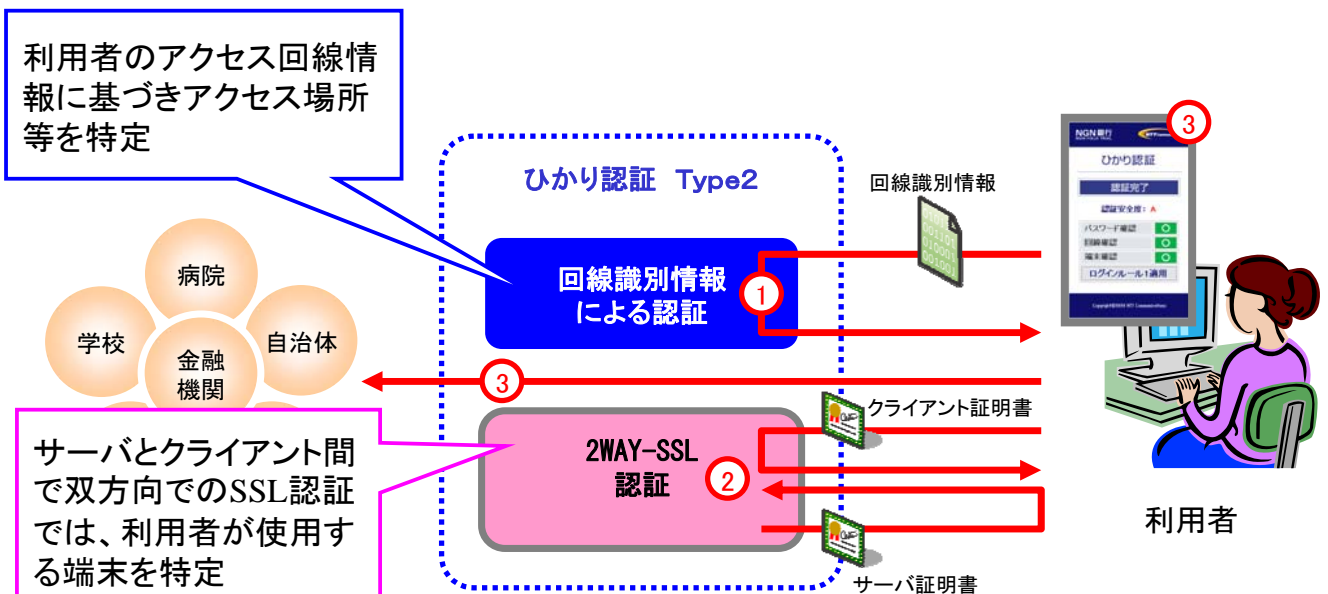 利用者のアクセス回線情
報に基づきアクセス場所
等を特定
ひかり認証 Type2
回線識別情報
NGN銀行
3
ひかり認証
認証完了
認証安全度: A
パスワード確認
回線確認
端末確認
ログインルール1適用
回線識別情報
による認証
1
病院
学校
金融
機関
自治体
3
クライアント証明書
サーバとクライアント間
で双方向でのSSL認証
では、利用者が使用す
る端末を特定
2WAY-SSL
認証
2
サーバ証明書
利用者